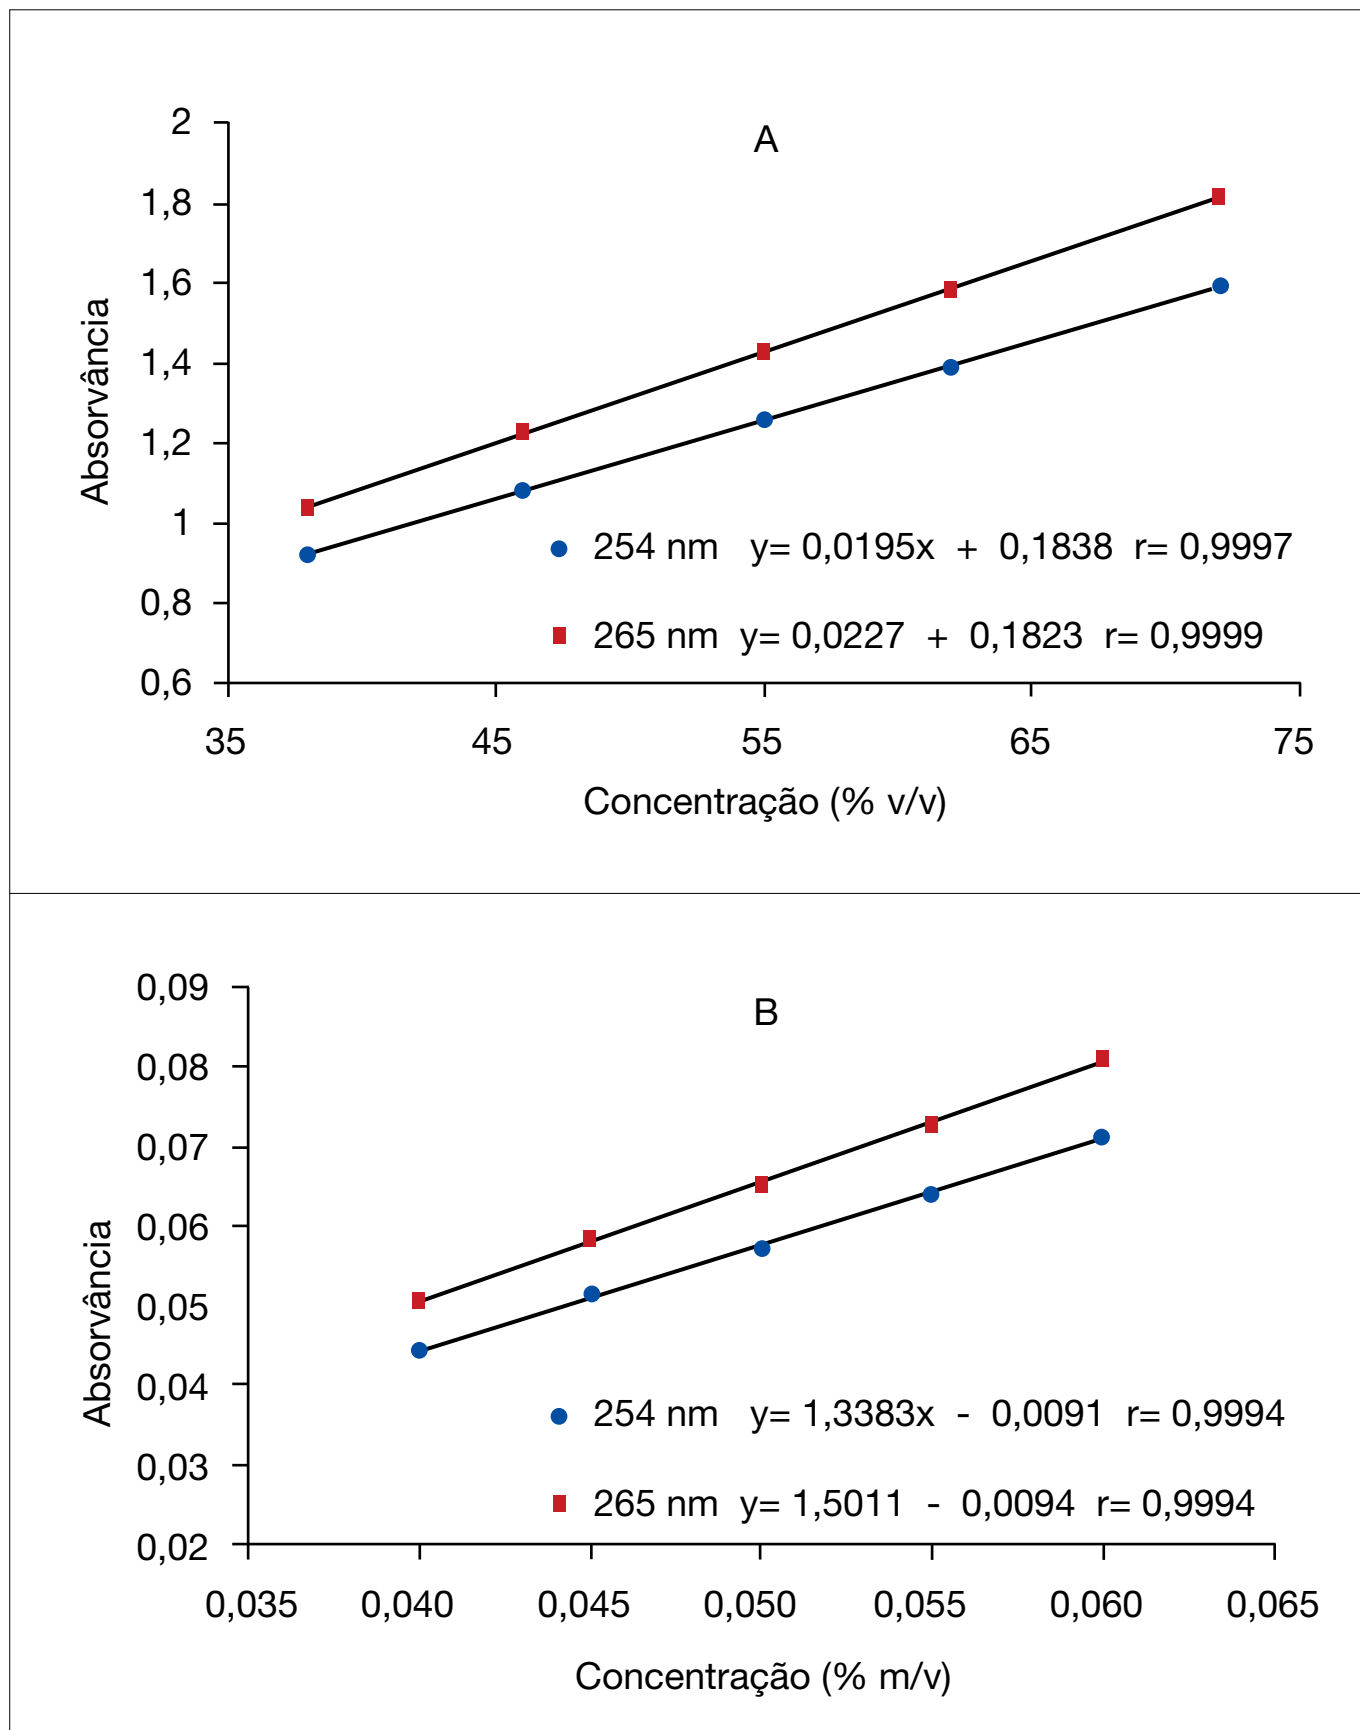 A
2
1,8
1,6
1,4
1,2
1
0,8
0,6
Absorvância
254 nm y= 0,0195x + 0,1838 r= 0,9997
265 nm y= 0,0227 + 0,1823 r= 0,9999
35 45 55 65 75
Concentração (% v/v)
B
0,09
0,08
0,07
0,06
0,05
0,04
0,03
0,02
Absorvância
254 nm y= 1,3383x - 0,0091 r= 0,9994
265 nm y= 1,5011 - 0,0094 r= 0,9994
0,035 0,040 0,045 0,050 0,055 0,060 0,065
Concentração (% m/v)